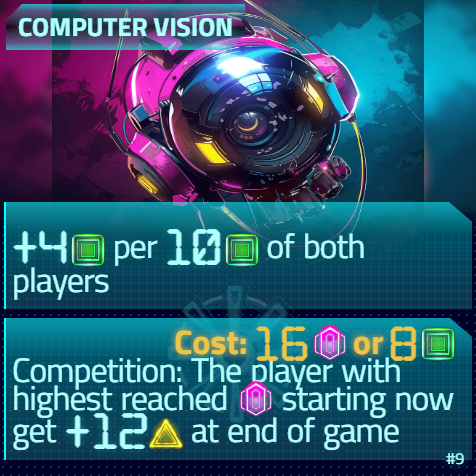 COMPUTER VISION
+4 per 10 of both
players
Cost: 16 or 8
Competition: The player with
highest reached starting now
get +12 at end of game
#9